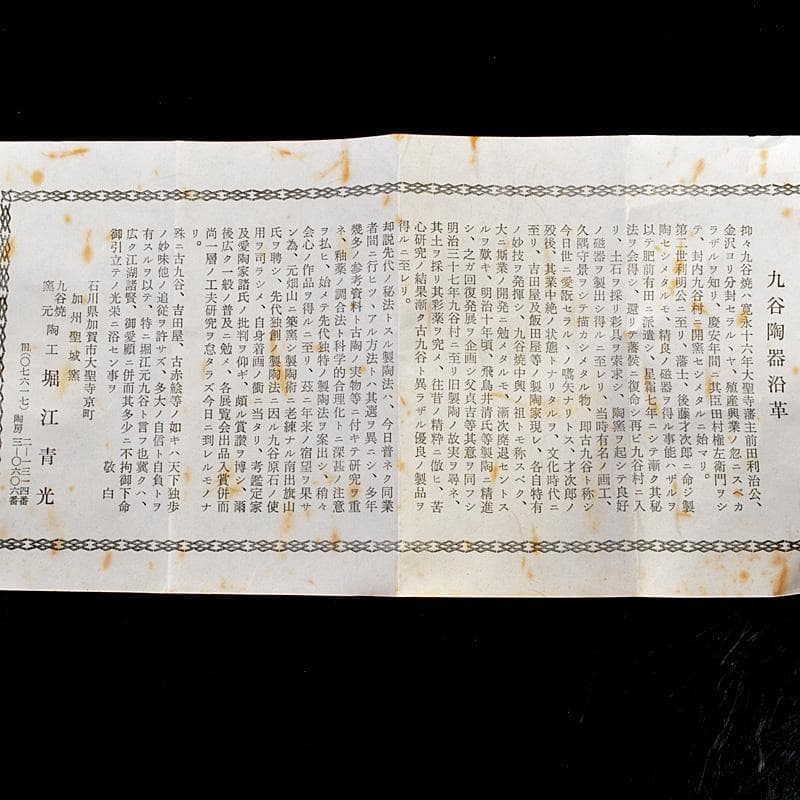 九谷陶器沿革
抑々九谷焼ハ寛永十六年大聖寺藩主前田利治公、
金沢ヨリ分封セラルヽヤ、殖産興業ノ忽ニスベカ
ラザルヲ知リ、慶安年間ニ其臣田村権左衛門ヲシ
テ、封内九谷村ニ開窯セシメタルニ始マリ。
第二世利明公ニ至リ、藩士、後藤才次郎ニ命ジ製
陶セシメタルモ、精良ノ磁器ヲ得ル事能ハザルヲ
以テ肥前有田ニ派遣シ、星霜七年ニシテ漸ク其秘
法ヲ会得シ、還リテ藩松ニ復命シ再ビ九谷村ニ入
リ、土石ヲ採リ彩具ヲ索求シ、陶窯ヲ起シテ良好
ノ磁器ヲ製出シ得ルニ至レリ、当時有名ノ画工、
久隅守景ヲシテ描カシメタル物、即古九谷ト称シ
今日世ニ愛翫セラル、ノ嚆矢ナリトス、才次郎ノ
歿後、其業中絶ノ状態トナリタルヲ、文化時代ニ
至リ、吉田屋及飯田屋等ノ製陶家現レ、各自特有
ノ妙技ヲ発揮シ、九谷焼中興ノ祖トモ称スベク、
大ニ斯業ノ開発ニ勉メタルモ、漸次廃退セントス
ルヲ歎キ、明治十年頃、飛鳥井清氏等製陶ニ精進
シ、之ガ回復発展ヲ企画シ父貞吉等其意ヲ同フシ
明治三十七年九谷村ニ至リ旧製陶ノ故実ヲ尋ネ、
其土ヲ採リ其彩薬ヲ究メ、往昔ノ精粋ニ倣ヒ、苦
心研究ノ結果漸ク古九谷ト異ラザル優良ノ製品ヲ
得ルニ至レリ。
却説先代ノ秘法トスル製陶法ハ、今日普ネク同業
者間ニ行ヒツヽアル方法トハ其選ヲ異ニシ、多年
幾多ノ参考資料ト古陶ノ実物等ニ付キテ研究ヲ重
ネ、釉薬ノ調合法ト科学的合理化トニ深甚ノ注意
ヲ払ヒ、始メテ先代独特ノ製陶法ヲ案出シ、稍々
会心ノ作品ヲ得ルニ至リ、茲ニ年来ノ宿望ヲ果サ
ン為、元畑山ニ築窯シ製陶術ニ老棟ナル南出旗山
氏ヲ聘シ、先代独創ノ製陶法ニ因ル九谷原石ノ使
用ヲ司ラシメ、自身着画ノ衝ニ当タリ、考鑑定家
及愛陶家諸氏ノ批判ヲ仰ギ、頗ル賞讃ヲ博シ、爾
後広ク一般ノ普及ニ勉メ、各展覧会出品入賞併而
尚一層ノ工夫研究ヲ怠タラズ今日ニ到レルモノナ
リ。
殊ニ古九谷、吉田屋、古赤絵等ノ如キハ天下独歩
ノ妙味他ノ追従ヲ許サズ、多大ノ自信ト自負トヲ
有スルヲ以テ、特ニ堀江元九谷ト言フ也冀クハ、
広ク江湖諸賢、御愛顧ニ併而其多少ニ不拘御下命
御引立テノ光栄ニ浴セン事ヲ
敬白
石川県加賀市大聖寺京町
加州聖城窯
九谷焼
窯元 陶工 堀江青光
電(〇七六一七) 二―三一四番
陶房 三―〇六〇六番